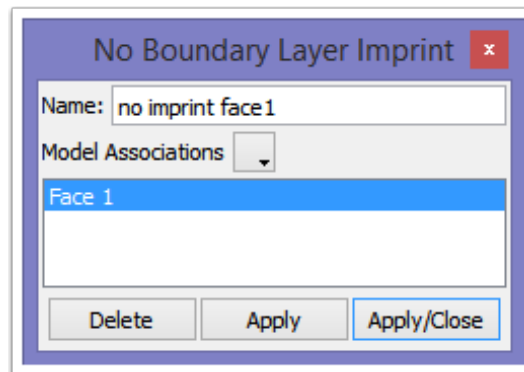 No Boundary Layer Imprint x
Name: no imprint face1
Model Associations
Face 1
Delete Apply Apply/Close